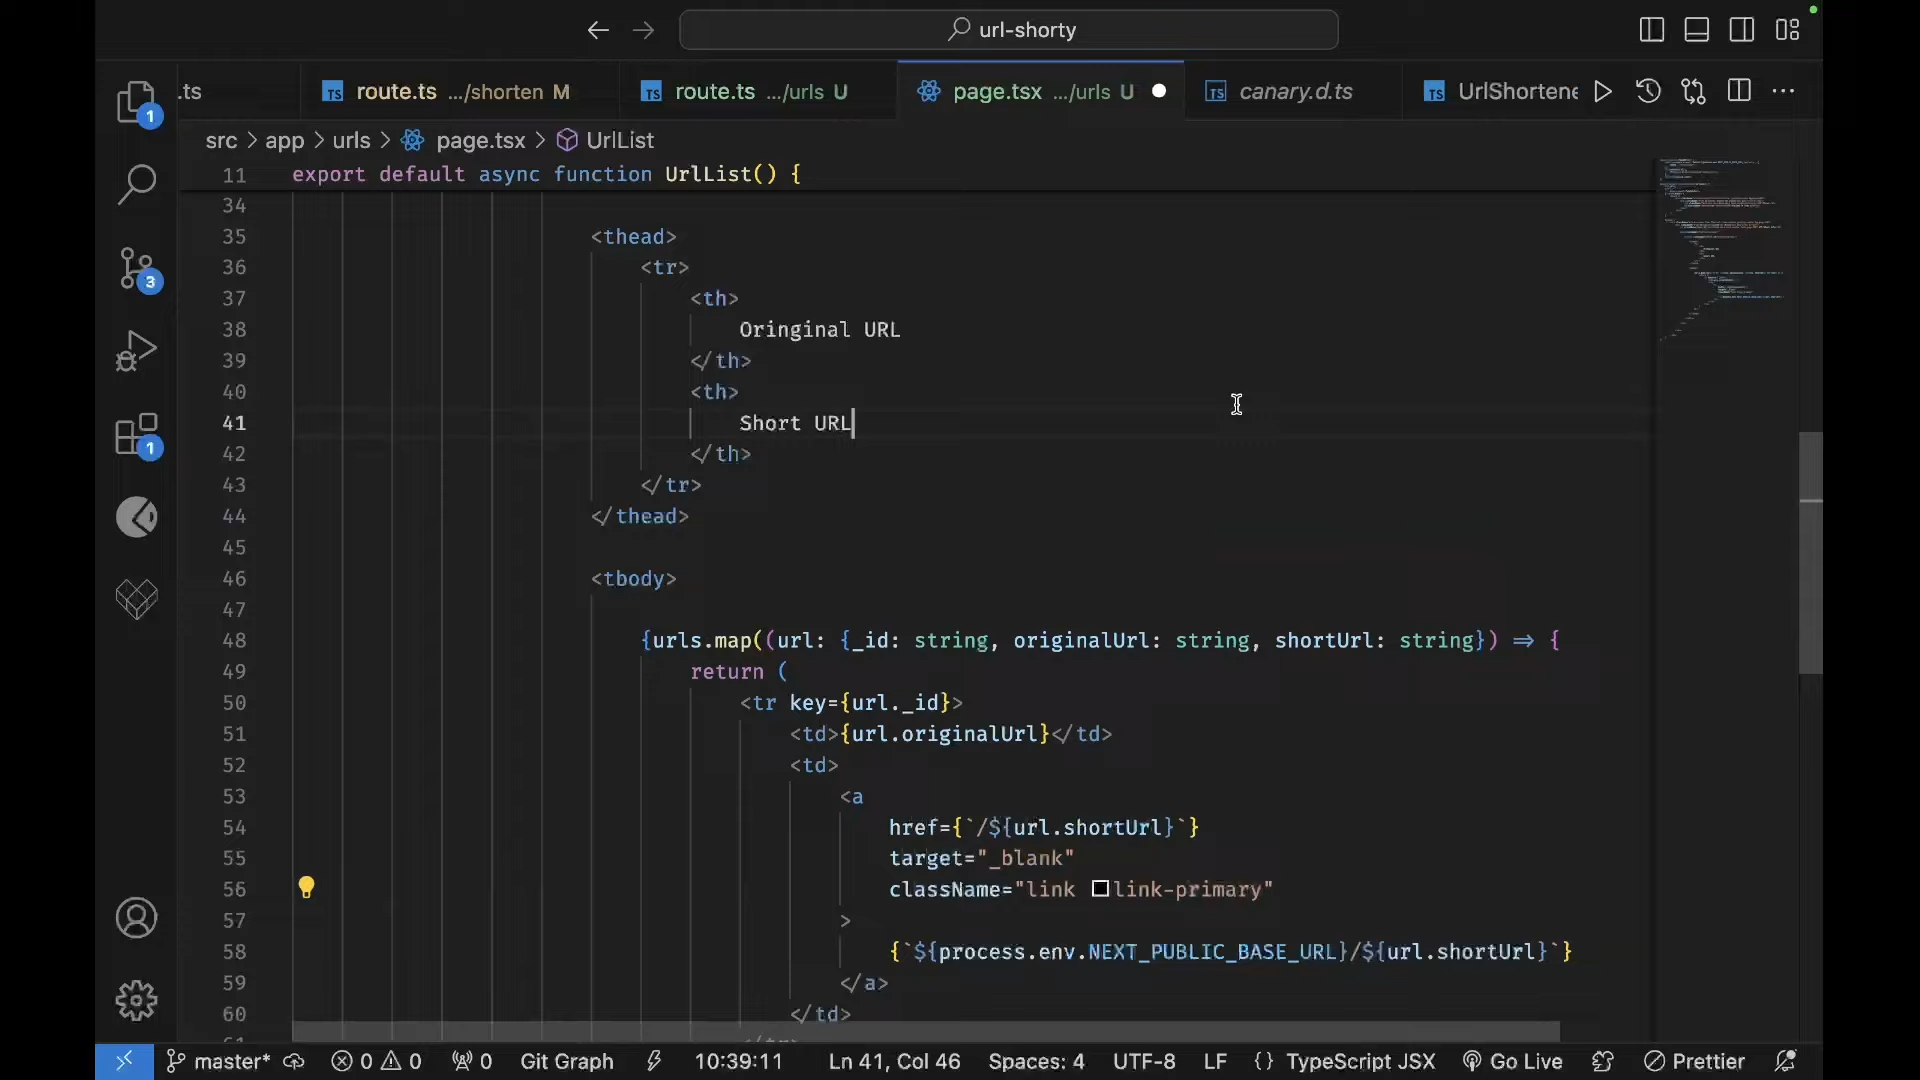 url-shorty
.ts
route.ts .../shorten M
route.ts .../urls U
page.tsx .../urls U
canary.d.ts
UrlShortene
src > app > urls > page.tsx > UrlList
11 export default async function UrlList() {
34
35 <thead>
36 <tr>
37 <th>
38 Oringinal URL
39 </th>
40 <th>
41 Short URL
42 </th>
43 </tr>
44 </thead>
45
46 <tbody>
47
48 {urls.map((url: {_id: string, originalUrl: string, shortUrl: string}) => {
49 return (
50 <tr key={url._id}>
51 <td>{url.originalUrl}</td>
52 <td>
53 <a
54 href={`/${url.shortUrl}`}
55 target="_blank"
56 className="link link-primary"
57 >
58 {`${process.env.NEXT_PUBLIC_BASE_URL}/${url.shortUrl}`}
59 </a>
60 </td>
61 </tr>
1
3
1
master* 0 0 0 Git Graph 10:39:11 Ln 41, Col 46 Spaces: 4 UTF-8 LF {} TypeScript JSX Go Live Prettier